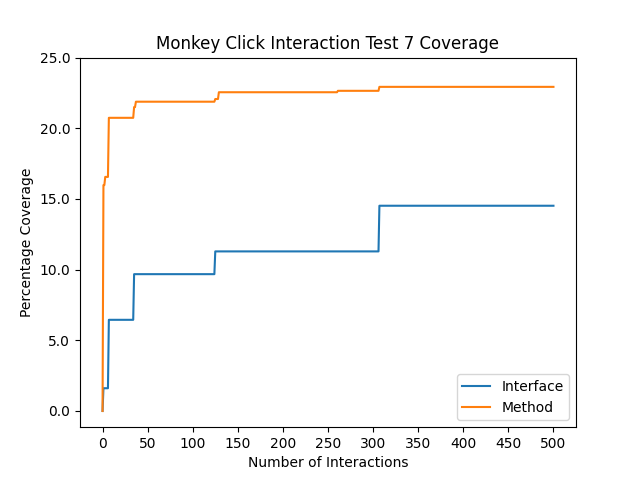 Monkey Click Interaction Test 7 Coverage
25.0
20.0
15.0
10.0
5.0
0.0
Percentage Coverage
0 50 100 150 200 250 300 350 400 450 500
Number of Interactions
Interface
Method